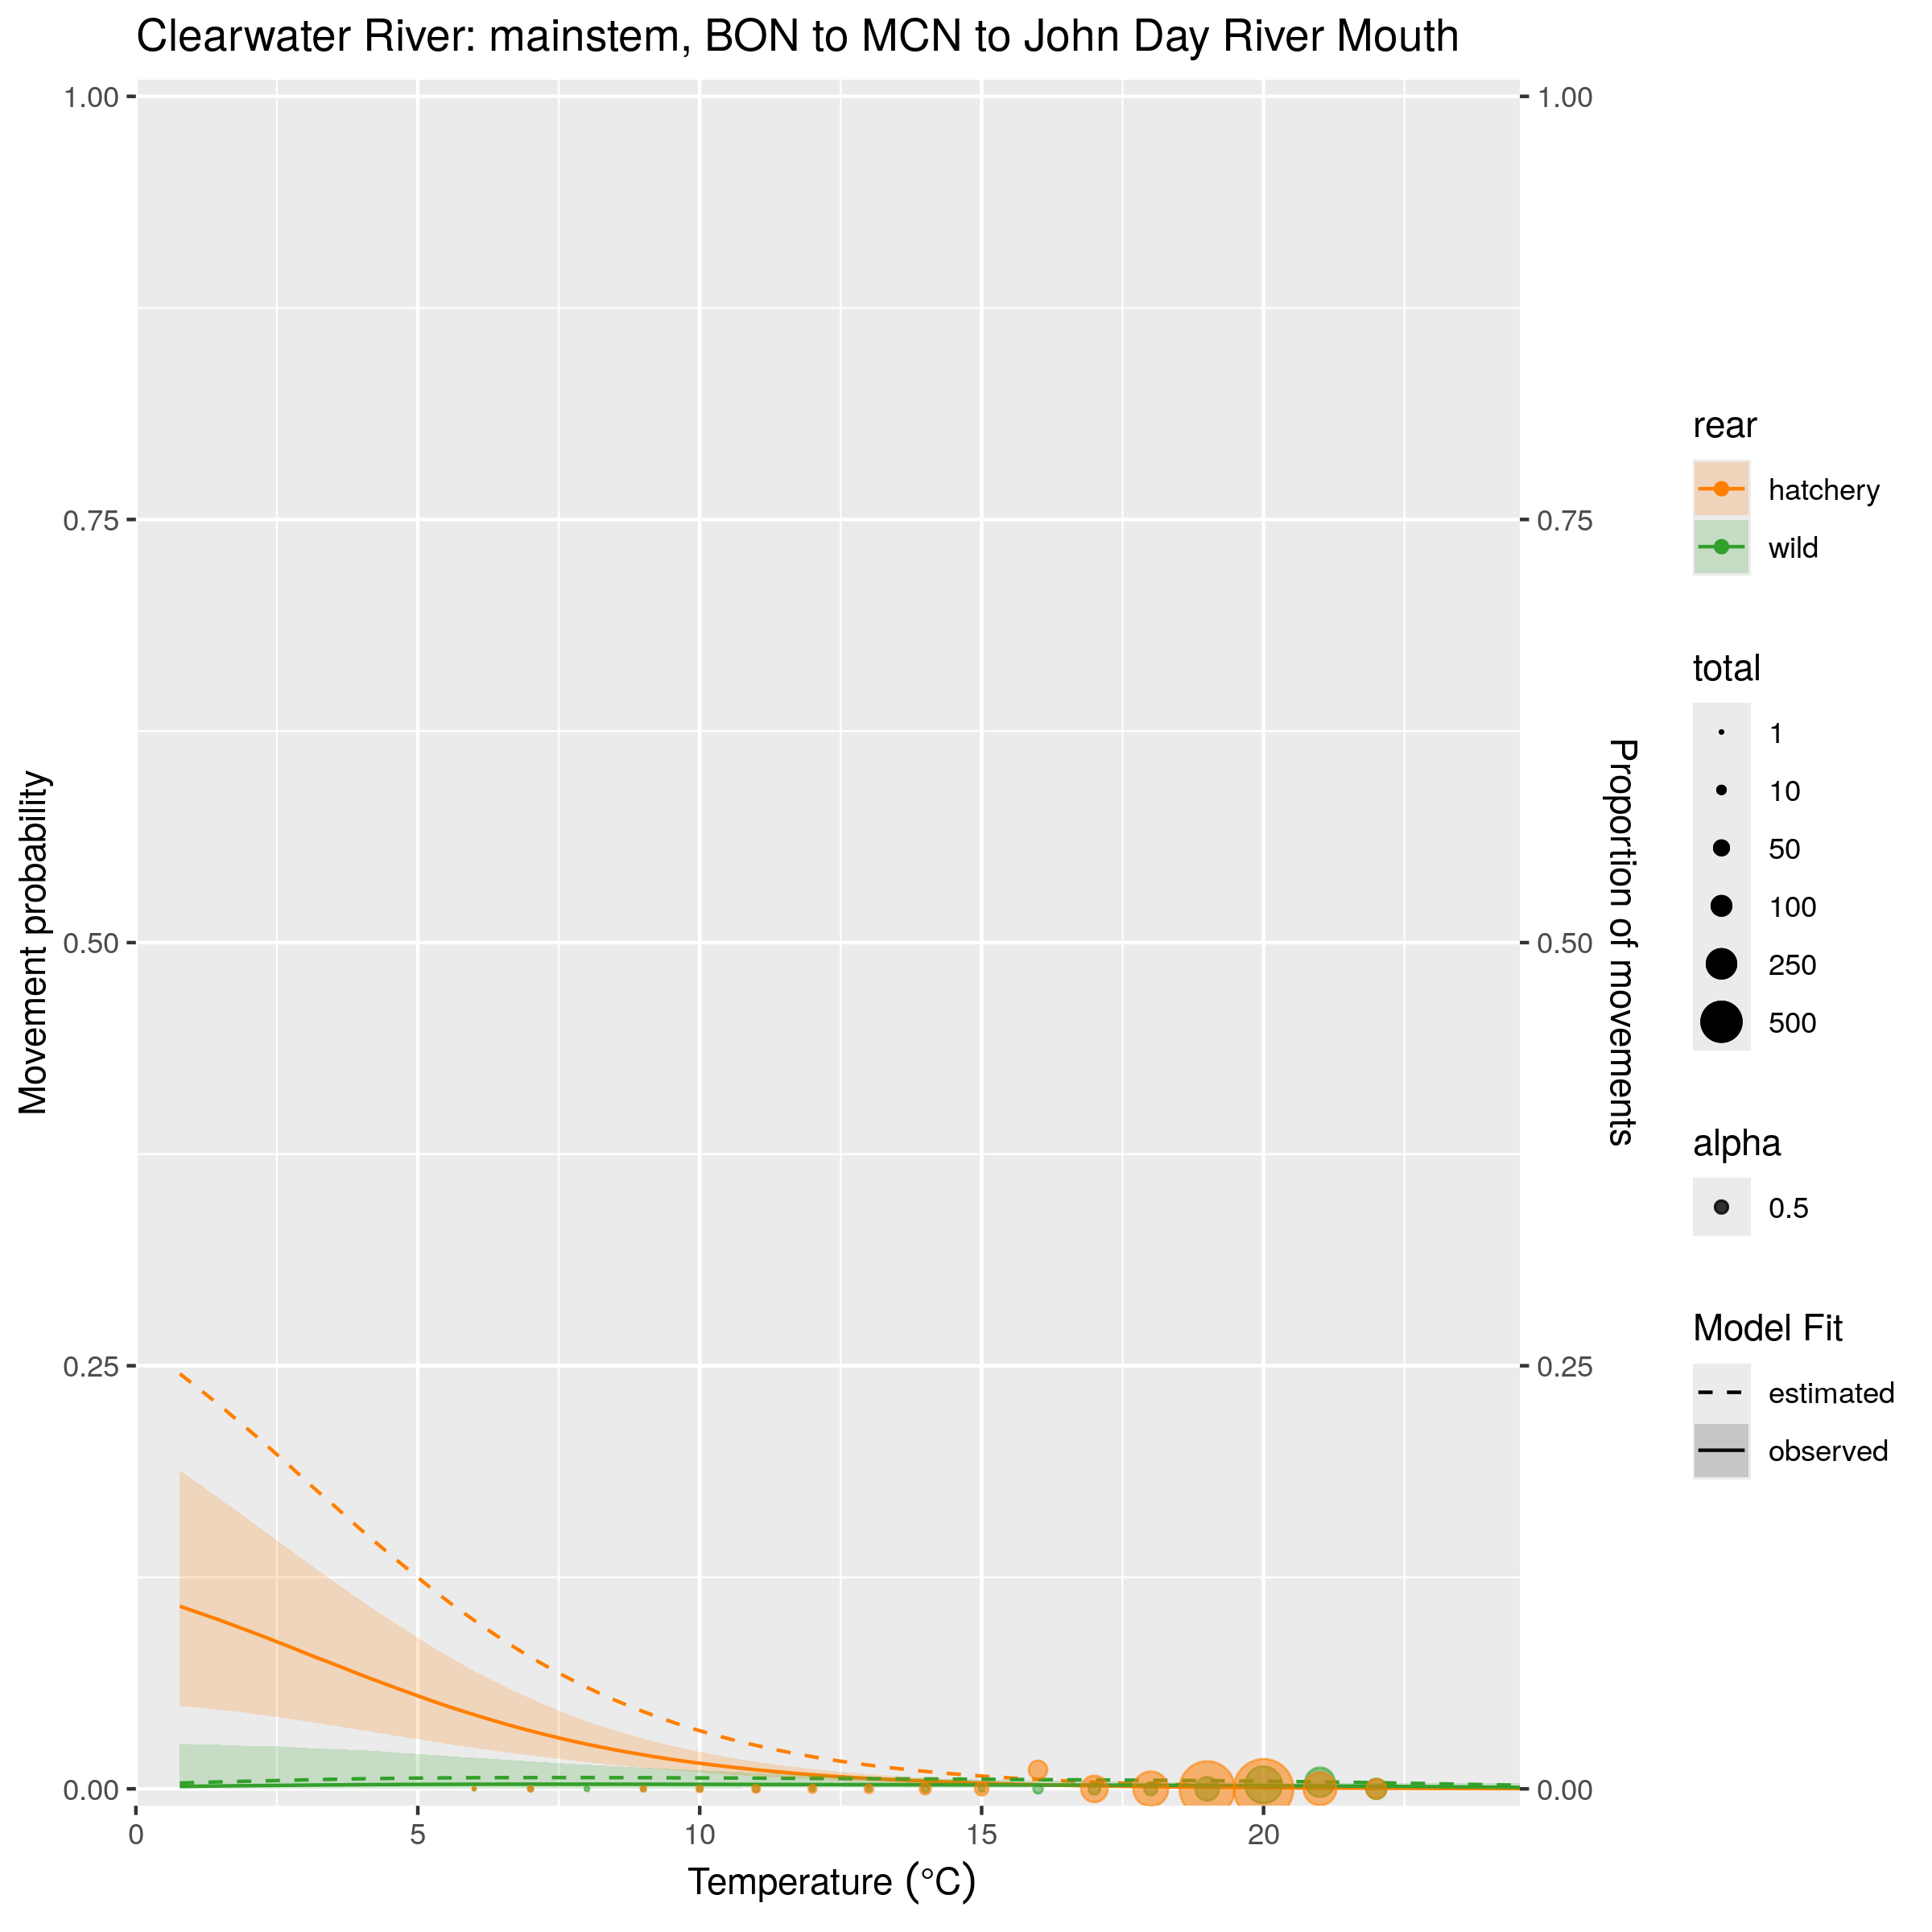 Clearwater River: mainstem, BON to MCN to John Day River Mouth
Movement probability
1.00
0.75
0.50
0.25
0.00
0
5
10
15
20
Temperature (°C)
1.00
0.75
0.50
0.25
0.00
Proportion of movements
rear
hatchery
wild
total
1
10
50
100
250
500
alpha
0.5
Model Fit
estimated
observed